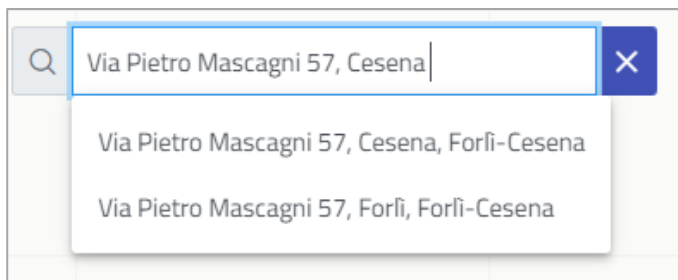 Via Pietro Mascagni 57, Cesena
Via Pietro Mascagni 57, Cesena, Forlì-Cesena
Via Pietro Mascagni 57, Forlì, Forlì-Cesena